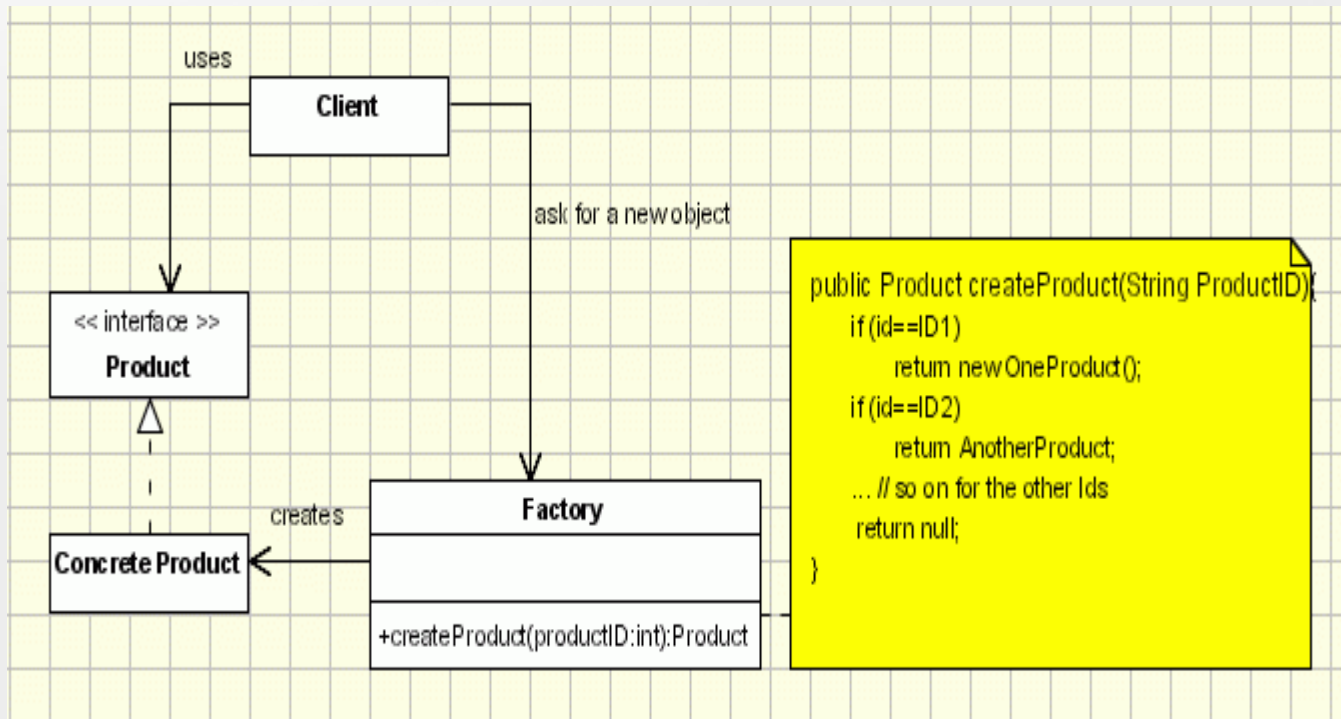 uses
Client
ask for a new object
<< interface >>
Product
creates
Concrete Product
Factory
+createProduct(productID:int):Product
public Product createProduct(String ProductID){
if (id==ID1)
return new OneProduct();
if (id==ID2)
return AnotherProduct;
... // so on for the other Ids
return null;
}